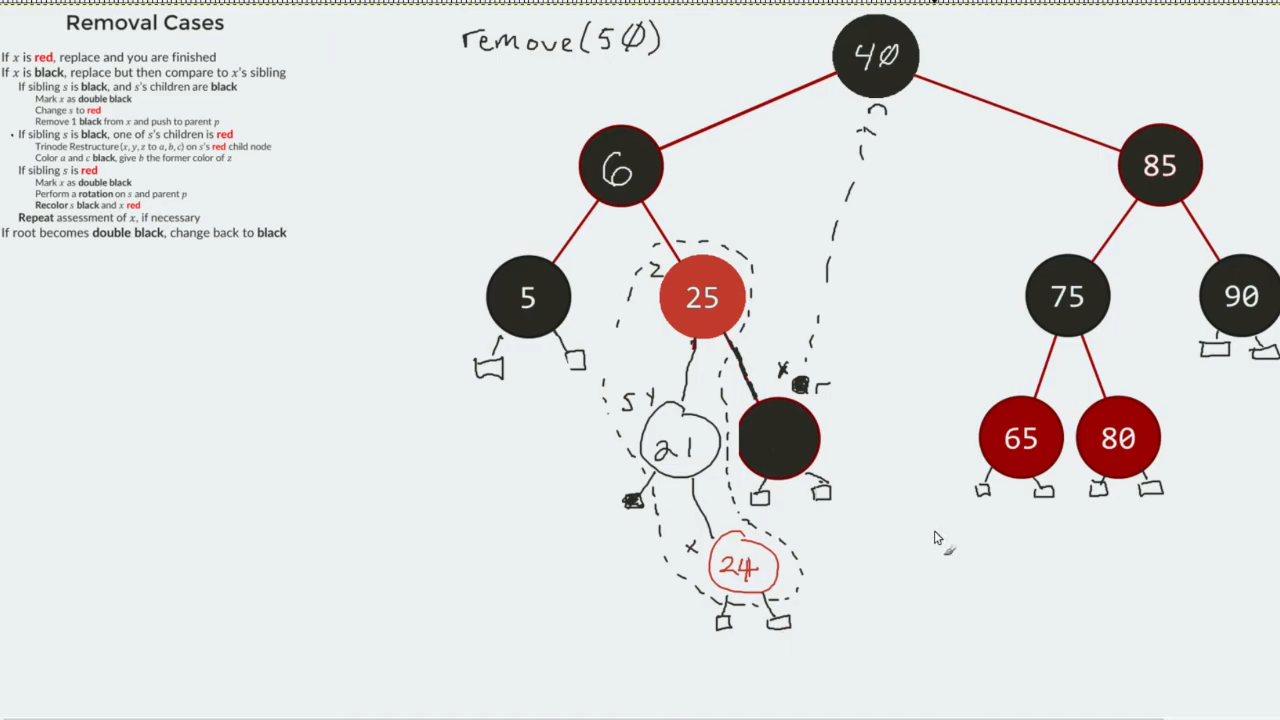 Removal Cases
If x is red, replace and you are finished
If x is black, replace but then compare to x's sibling
If sibling s is black, and s's children are black
Mark x as double black
Change s to red
Remove 1 black from x and push to parent p
• If sibling s is black, one of s's children is red
Trinode Restructure(x, y, z to a, b, c) on s's red child node
Color a and c black, give b the former color of z
If sibling s is red
Mark x as double black
Perform a rotation on s and parent p
Recolor s black and x red
Repeat assessment of x, if necessary
If root becomes double black, change back to black
remove(50)
40
6
85
5
z
25
75
90
x
r
s y
21
65
80
x
24